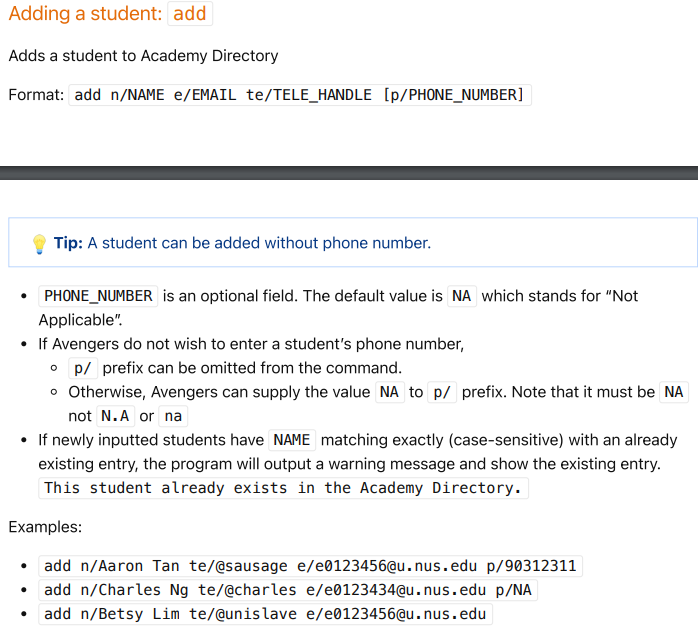 Adding a student: add
Adds a student to Academy Directory
Format: add n/NAME e/EMAIL te/TELE_HANDLE [p/PHONE_NUMBER]
Tip: A student can be added without phone number.
PHONE_NUMBER is an optional field. The default value is NA which stands for “Not
Applicable”.
If Avengers do not wish to enter a student’s phone number,
p/ prefix can be omitted from the command.
Otherwise, Avengers can supply the value NA to p/ prefix. Note that it must be NA
not N.A or na
If newly inputted students have NAME matching exactly (case-sensitive) with an already
existing entry, the program will output a warning message and show the existing entry.
This student already exists in the Academy Directory.
Examples:
add n/Aaron Tan te/@sausage e/e0123456@u.nus.edu p/90312311
add n/Charles Ng te/@charles e/e0123434@u.nus.edu p/NA
add n/Betsy Lim te/@unislave e/e0123456@u.nus.edu